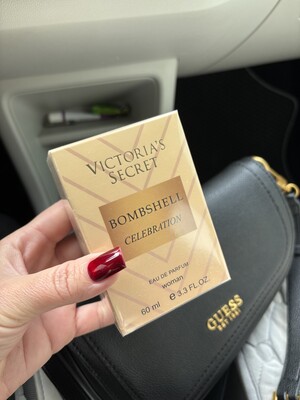 VICTORIA'S
SECRET
BOMBSHELL
CELEBRATION
EAU DE PARFUM
woman
60 ml e 3.3 FL OZ
GUESS